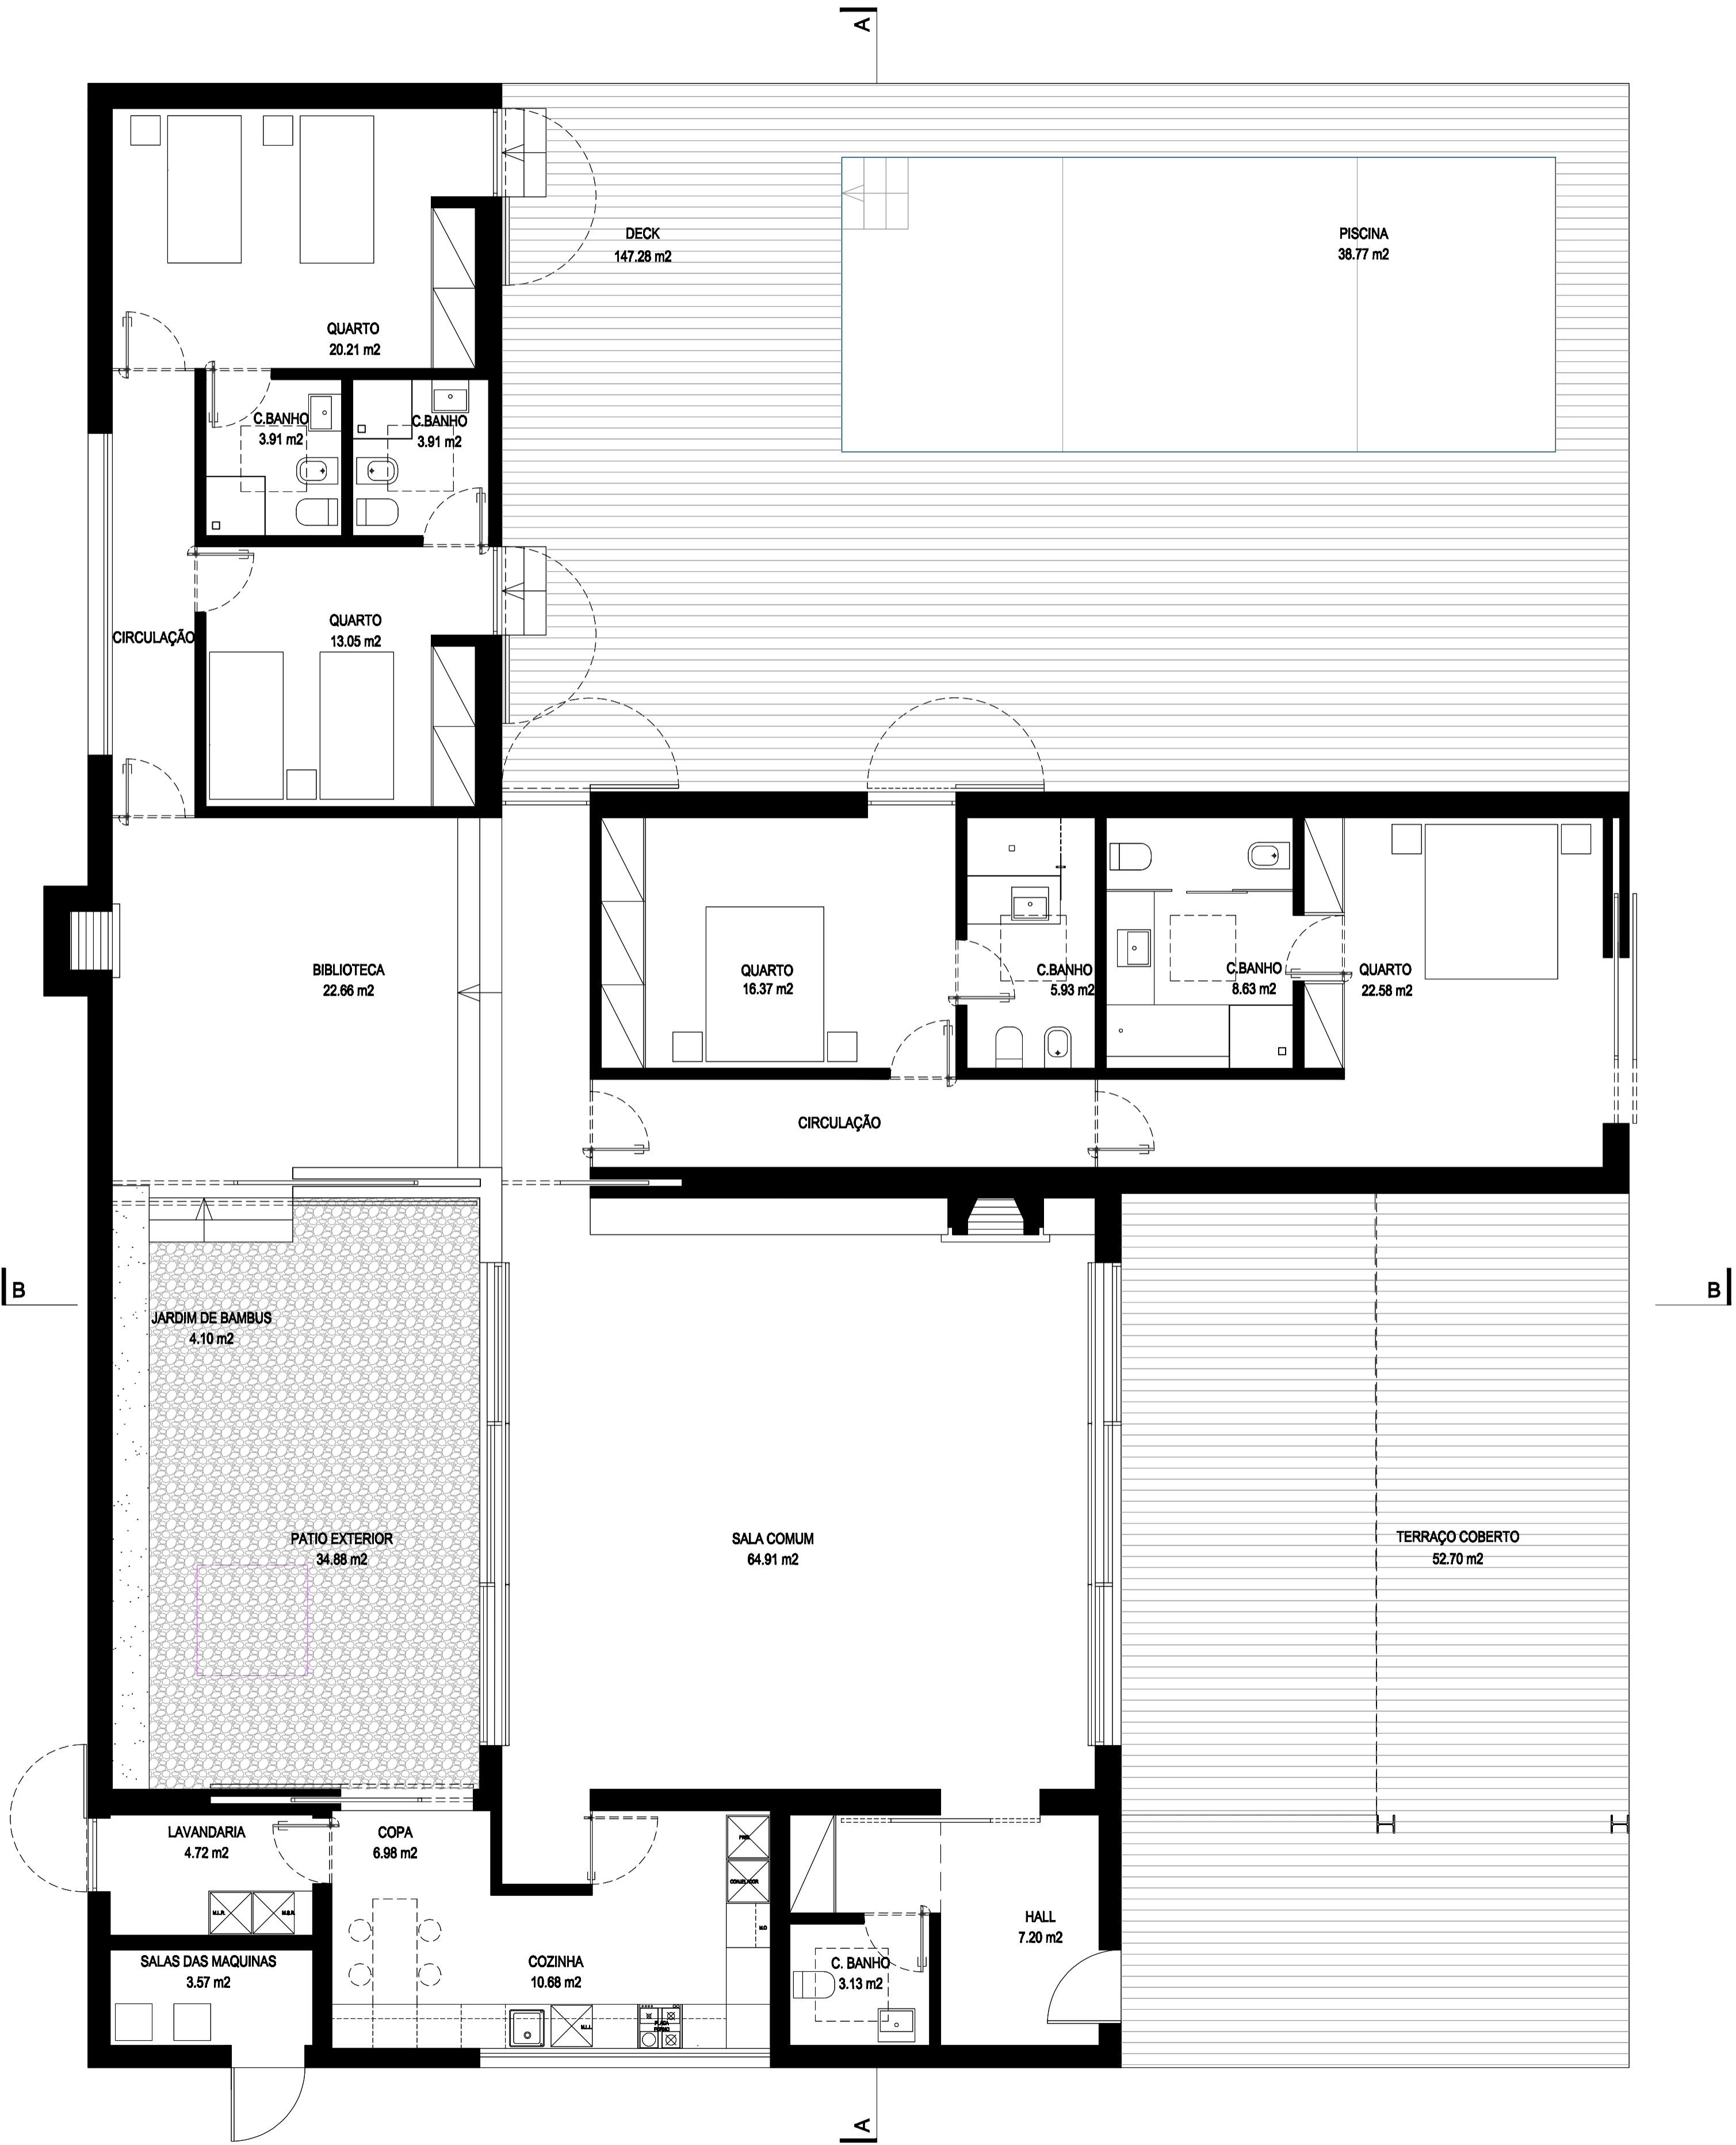 A
DECK
147.28 m2
PISCINA
38.77 m2
QUARTO
20.21 m2
C.BANHO
3.91 m2
C.BANHO
3.91 m2
CIRCULAÇÃO
QUARTO
13.05 m2
BIBLIOTECA
22.66 m2
QUARTO
16.37 m2
C.BANHO
5.93 m2
C.BANHO
8.63 m2
QUARTO
22.58 m2
CIRCULAÇÃO
B
B
JARDIM DE BAMBUS
4.10 m2
PATIO EXTERIOR
34.88 m2
SALA COMUM
64.91 m2
TERRAÇO COBERTO
52.70 m2
LAVANDARIA
4.72 m2
COPA
6.98 m2
M.L.R.
M.S.R.
FRIG.
CONGELADOR
M.O
HALL
7.20 m2
SALAS DAS MAQUINAS
3.57 m2
COZINHA
10.68 m2
C. BANHO
3.13 m2
M.L.L.
PLACA
FORNO
A